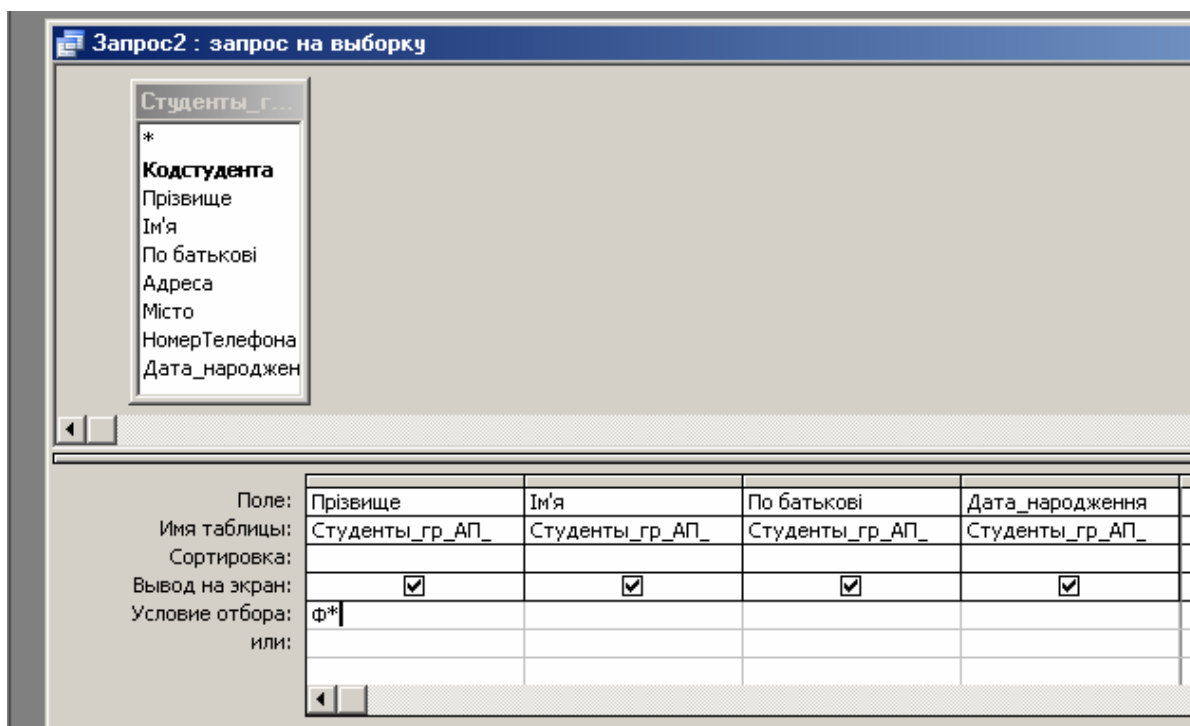 Запрос2 : запрос на выборку
Студенты_г...
*
Кодстудента
Прізвище
Ім'я
По батькові
Адреса
Місто
НомерТелефона
Дата_народжен
Поле: Прізвище Ім'я По батькові Дата_народження
Имя таблицы: Студенты_гр_АП_ Студенты_гр_АП_ Студенты_гр_АП_ Студенты_гр_АП_
Сортировка:
Вывод на экран:
Условие отбора: ф*
или: